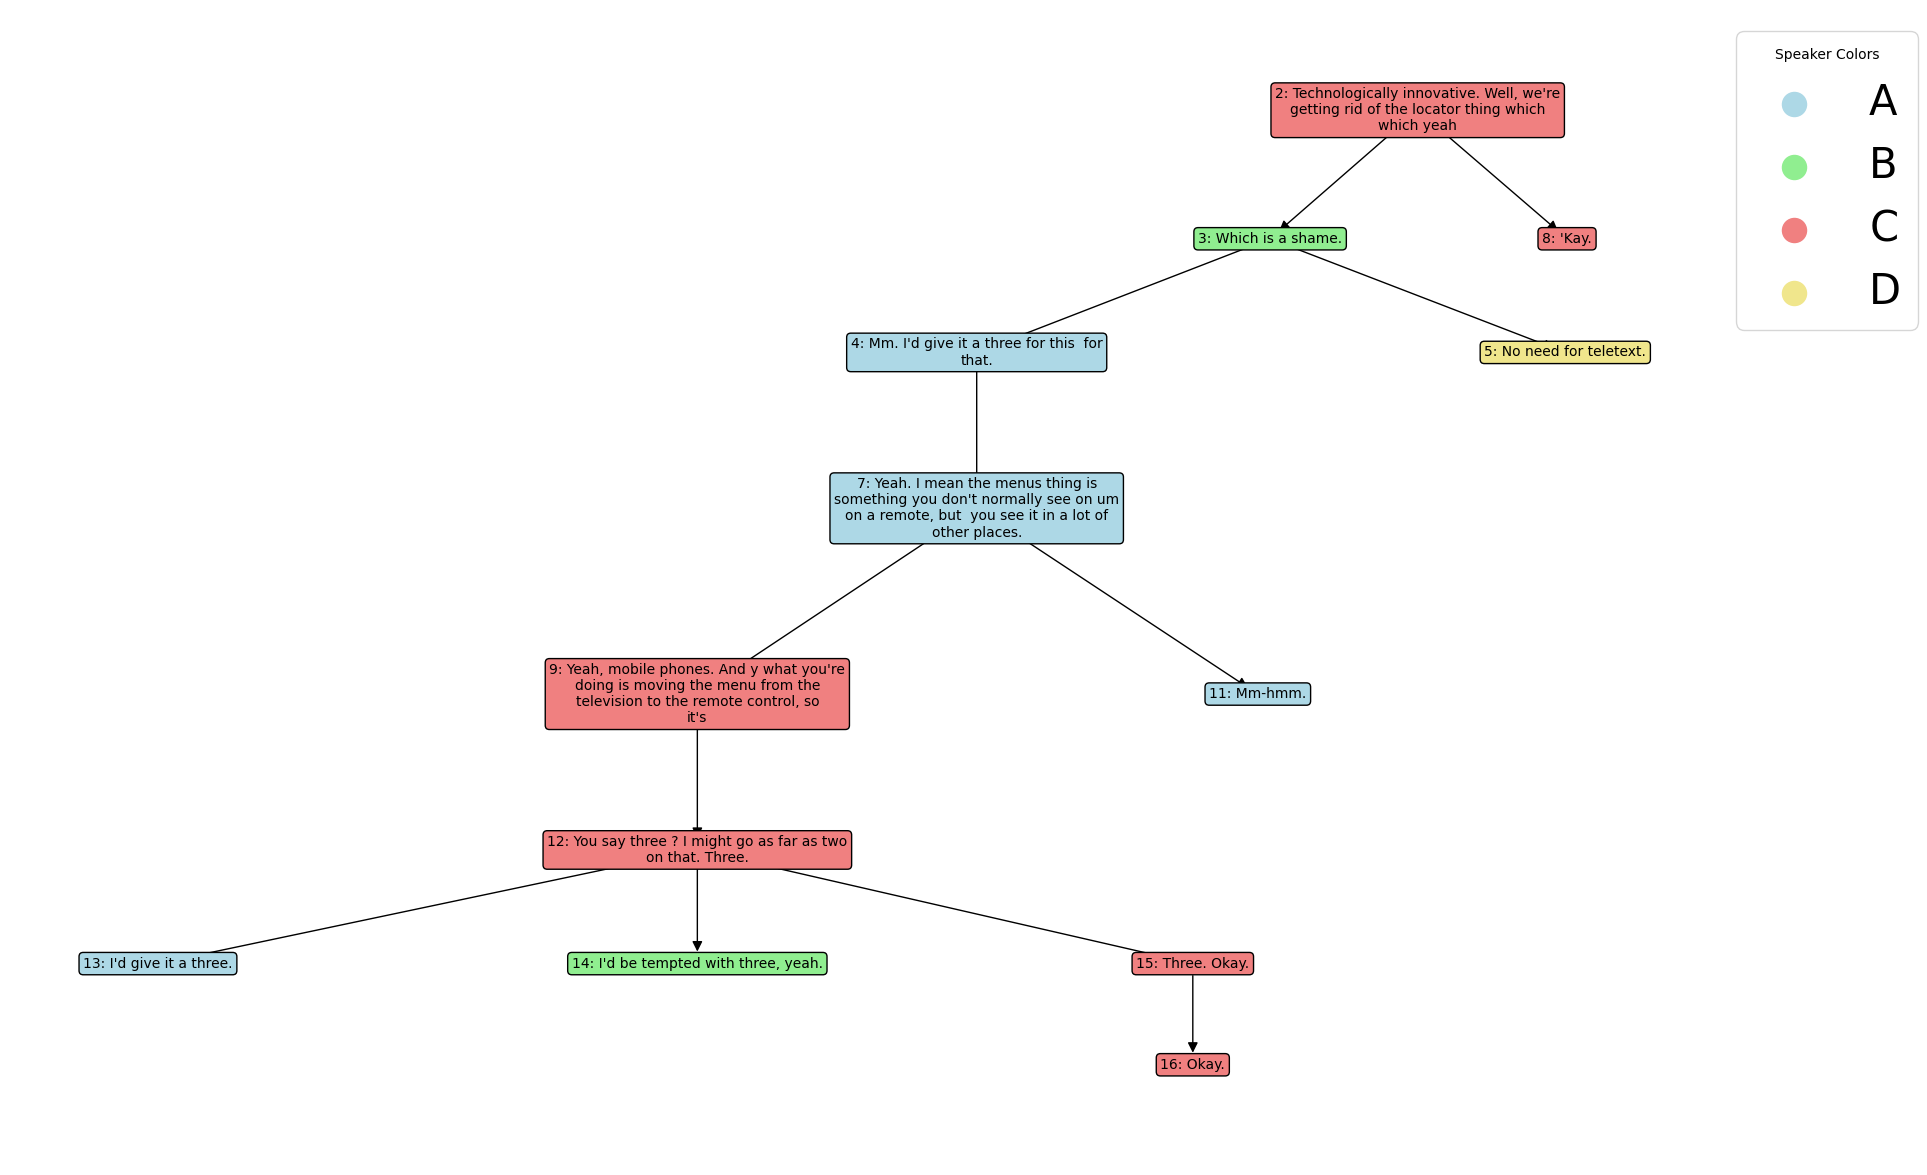 2: Technologically innovative. Well, we're
getting rid of the locator thing which
which yeah
3: Which is a shame.
8: 'Kay.
4: Mm. I'd give it a three for this  for
that.
5: No need for teletext.
7: Yeah. I mean the menus thing is
something you don't normally see on um
on a remote, but  you see it in a lot of
other places.
9: Yeah, mobile phones. And y what you're
doing is moving the menu from the
television to the remote control, so
it's
11: Mm-hmm.
12: You say three ? I might go as far as two
on that. Three.
13: I'd give it a three.
14: I'd be tempted with three, yeah.
15: Three. Okay.
16: Okay.
Speaker Colors
A
B
C
D